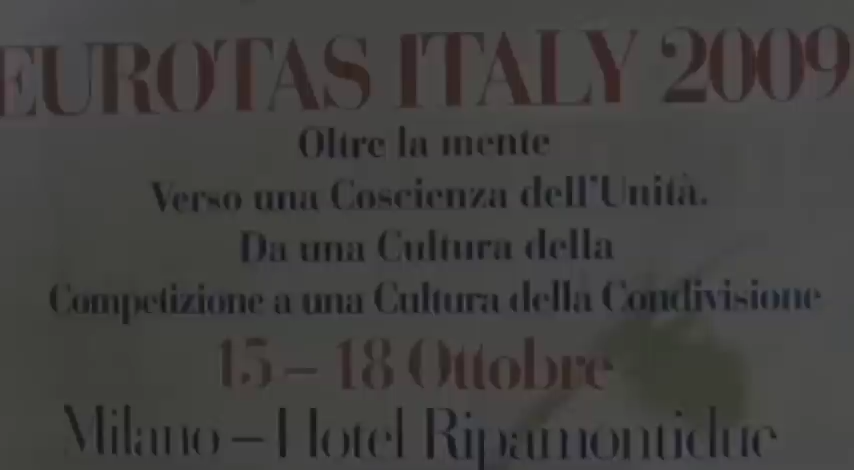 EUROTAS ITALY 2009
Oltre la mente
Verso una Coscienza dell'Unità.
Da una Cultura della
Competizione a una Cultura della Condivisione
15 – 18 Ottobre
Milano – Hotel Ripamontidue